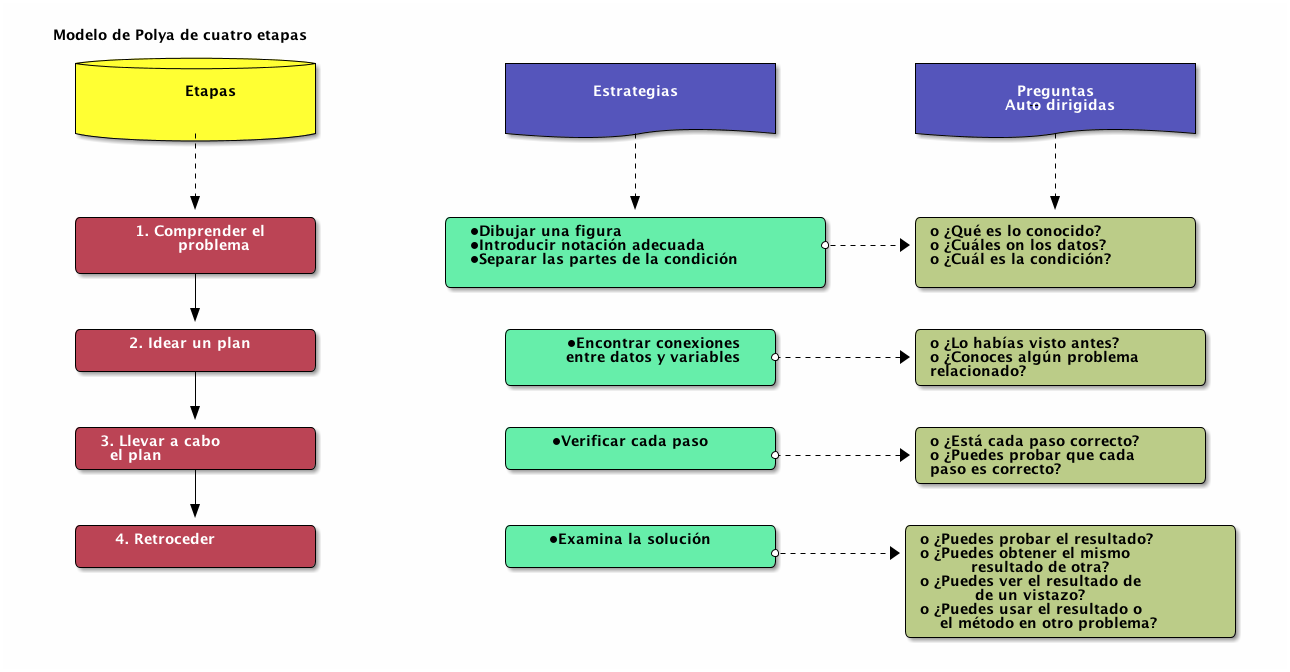 Modelo de Polya de cuatro etapas
Etapas
Estrategias
Preguntas
Auto dirigidas
1. Comprender el
problema
●Dibujar una figura
●Introducir notación adecuada
●Separar las partes de la condición
o ¿Qué es lo conocido?
o ¿Cuáles on los datos?
o ¿Cuál es la condición?
2. Idear un plan
●Encontrar conexiones
entre datos y variables
o ¿Lo habías visto antes?
o ¿Conoces algún problema
relacionado?
3. Llevar a cabo
el plan
●Verificar cada paso
o ¿Está cada paso correcto?
o ¿Puedes probar que cada
paso es correcto?
4. Retroceder
●Examina la solución
o ¿Puedes probar el resultado?
o ¿Puedes obtener el mismo
resultado de otra?
o ¿Puedes ver el resultado de
de un vistazo?
o ¿Puedes usar el resultado o
el método en otro problema?